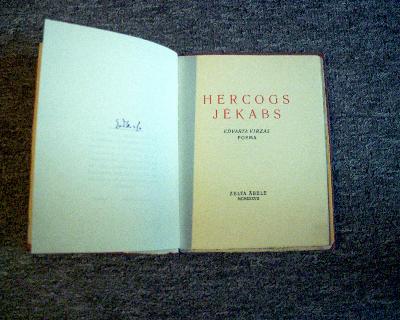 HERCOGS
JĒKABS
EDVARTA VIRZAS
POEMA
ZELTA ĀBELE